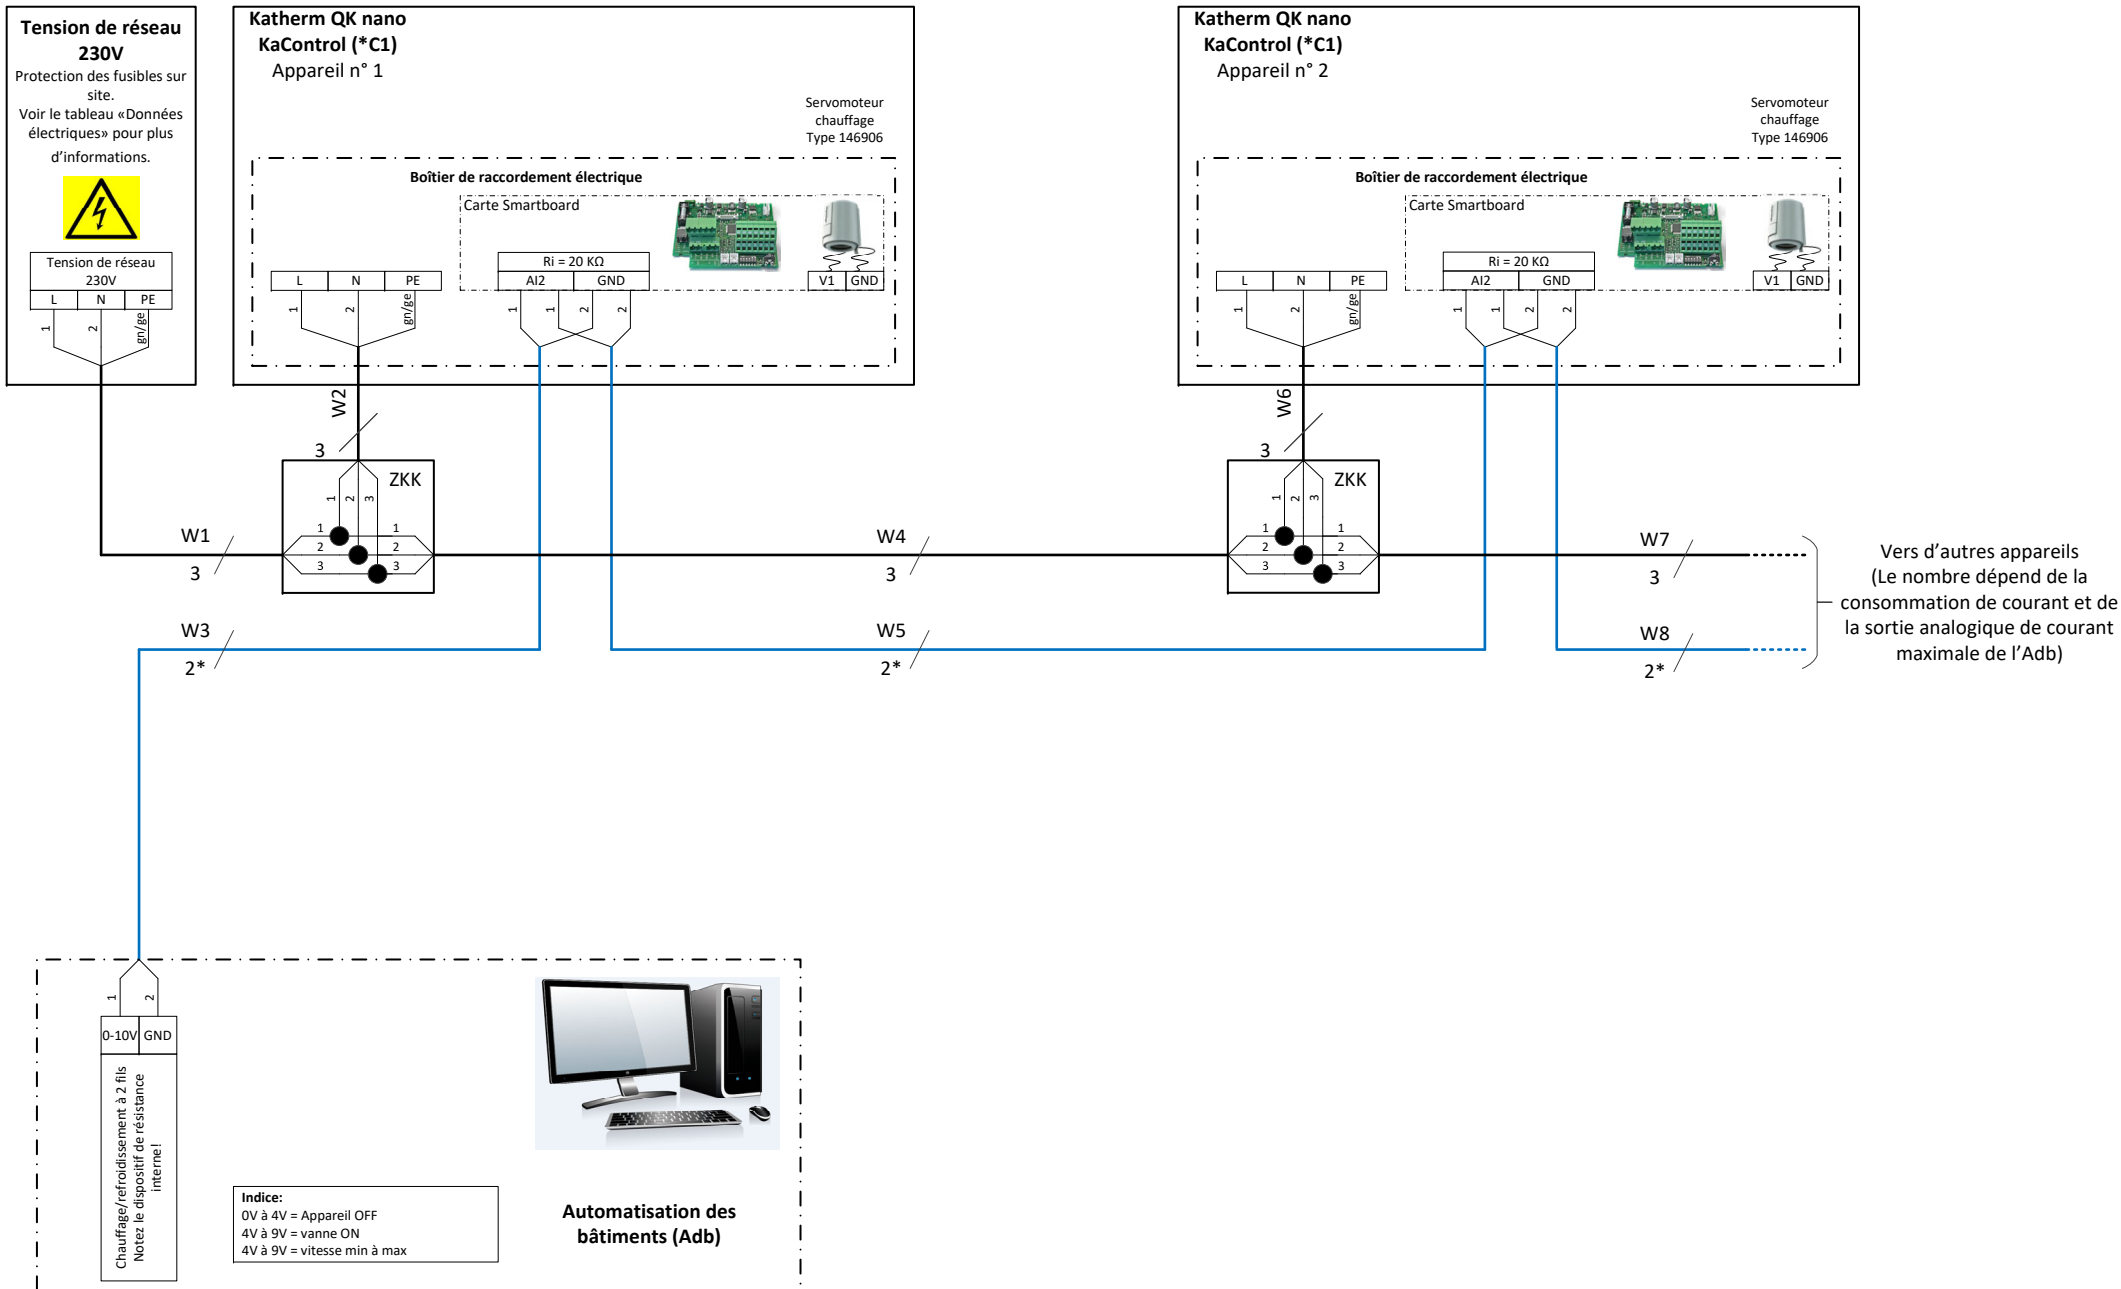 Tension de réseau
230V
Protection des fusibles sur
site.
Voir le tableau «Données
électriques» pour plus
d’informations.
Tension de réseau
230V
L N PE
1 2 gn/ge
Katherm QK nano
KaControl (*C1)
Appareil n° 1
Servomoteur
chauffage
Type 146906
Boîtier de raccordement électrique
Carte Smartboard
Ri = 20 KΩ
L N PE
AI2 GND
V1 GND
1 2 gn/ge
1 1 2 2
Katherm QK nano
KaControl (*C1)
Appareil n° 2
Servomoteur
chauffage
Type 146906
Boîtier de raccordement électrique
Carte Smartboard
Ri = 20 KΩ
L N PE
AI2 GND
V1 GND
1 2 gn/ge
1 1 2 2
W2
3
ZKK
1 2 3
1 1
2 2
3 3
W6
3
ZKK
1 2 3
1 1
2 2
3 3
W1
3
W4
3
W7
3
W3
2*
W5
2*
W8
2*
Vers d’autres appareils
(Le nombre dépend de la
consommation de courant et de
la sortie analogique de courant
maximale de l’Adb)
1 2
0-10V GND
Chauffage/refroidissement à 2 fils
Notez le dispositif de résistance
interne!
Indice:
0V à 4V = Appareil OFF
4V à 9V = vanne ON
4V à 9V = vitesse min à max
Automatisation des
bâtiments (Adb)